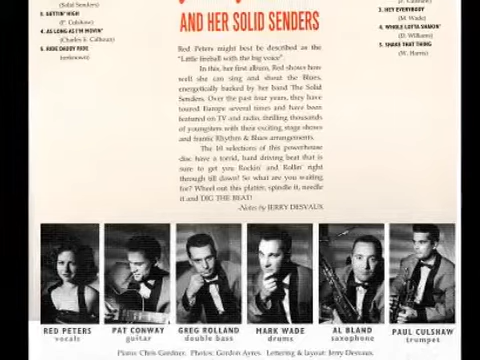 (Solid Senders)
3. GETTIN' HIGH
(P. Culshaw)
4. AS LONG AS I'M MOVIN'
(Charles E. Calhoun)
5. RIDE DADDY RIDE
(unknown)
AND HER SOLID SENDERS
2. HEY EVERYBODY
(M. Wade)
4. WHOLE LOTTA SHAKIN'
(D. Williams)
5. SHAKE THAT THING
(W. Harris)
Red Peters might best be described as the
"Little fireball with the big voice".
In this, her first album, Red shows how
well she can sing and shout the Blues,
energetically backed by her band The Solid
Senders. Over the past four years, they have
toured Europe several times and have been
featured on TV and radio, thrilling thousands
of youngsters with their exciting stage shows
and frantic Rhythm & Blues arrangements.
The 10 selections of this powerhouse
disc have a torrid, hard driving beat that is
sure to get you Rockin' and Rollin' right
through till dawn! So what are you waiting
for? Wheel out this platter, spindle it, needle
it and DIG THE BEAT!
-Notes by JERRY DESVAUX
RED PETERS
vocals
PAT CONWAY
guitar
GREG ROLLAND
double bass
MARK WADE
drums
AL BLAND
saxophone
PAUL CULSHAW
trumpet
Piano: Chris Gardner. Photos: Gordon Ayres. Lettering & layout: Jerry Desvaux.